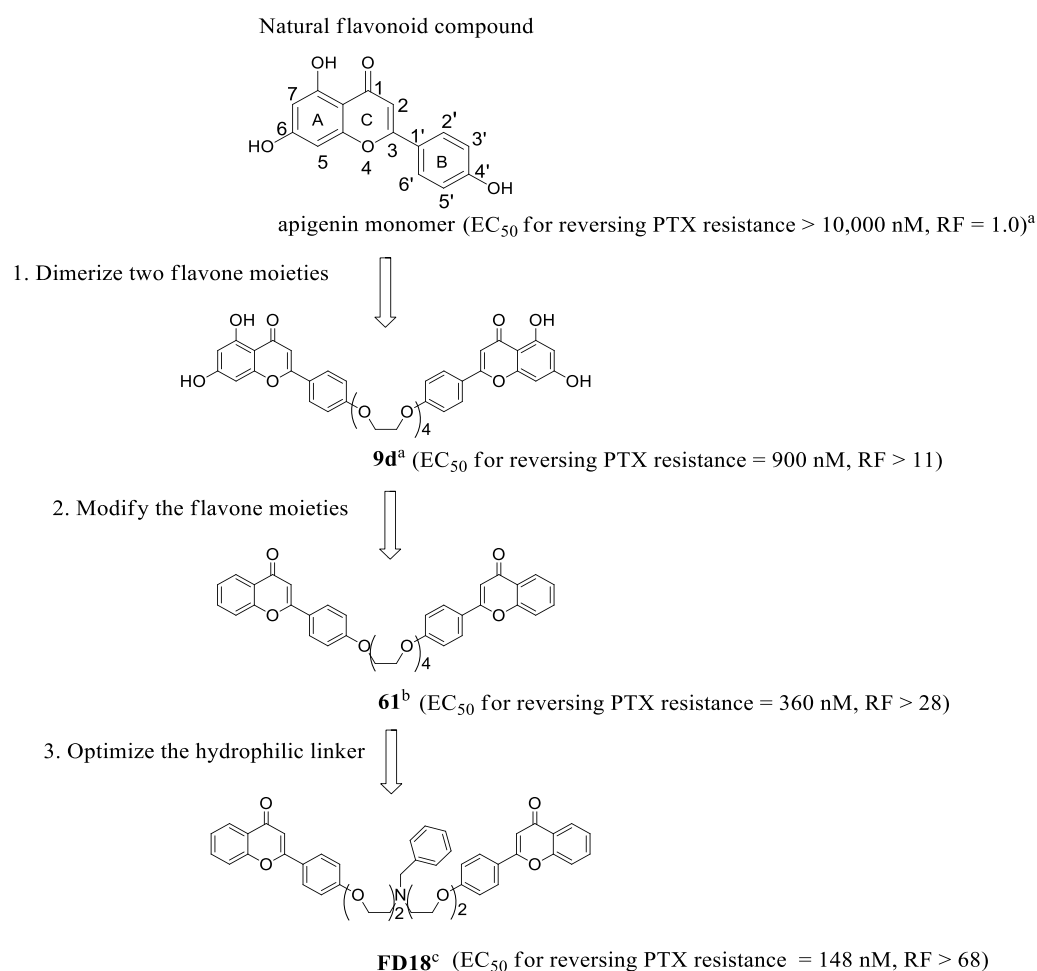 Natural flavonoid compound
OH O
7 1 2
A C
6 1' 2' 3'
HO 5 O 4 3 B 4'
6' 5' OH
apigenin monomer (EC50 for reversing PTX resistance > 10,000 nM, RF = 1.0)a
1. Dimerize two flavone moieties
OH O O OH
HO O O OH
O O 4
9da (EC50 for reversing PTX resistance = 900 nM, RF > 11)
2. Modify the flavone moieties
O O
O O
O O 4
61b (EC50 for reversing PTX resistance = 360 nM, RF > 28)
3. Optimize the hydrophilic linker
O O
O O
O N O
2 2
FD18c (EC50 for reversing PTX resistance = 148 nM, RF > 68)